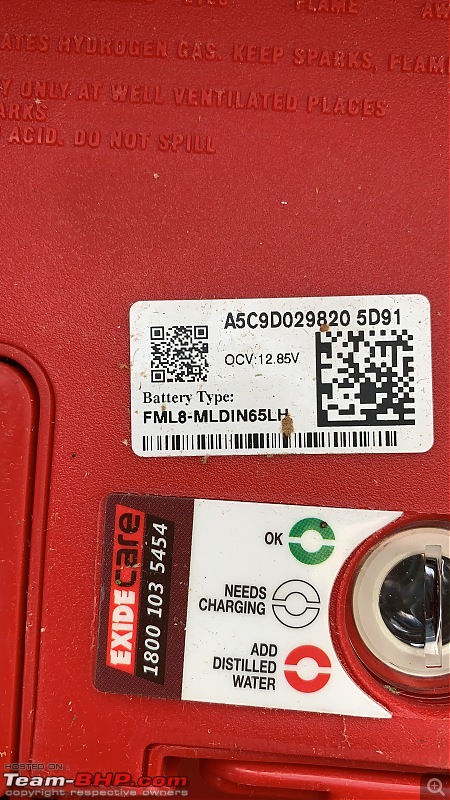 FLAME
ATES HYDROGEN GAS. KEEP SPARKS, FLAM
Y ONLY AT WELL VENTILATED PLACES
ARKS
ACID. DO NOT SPILL
A5C9D029820 5D91
OCV:12.85V
Battery Type:
FML8-MLDIN65LH
EXIDE care
1800 103 5454
OK
NEEDS
CHARGING
ADD
DISTILLED
WATER
HOSTED ON
Team-BHP.com
copyright respective owners